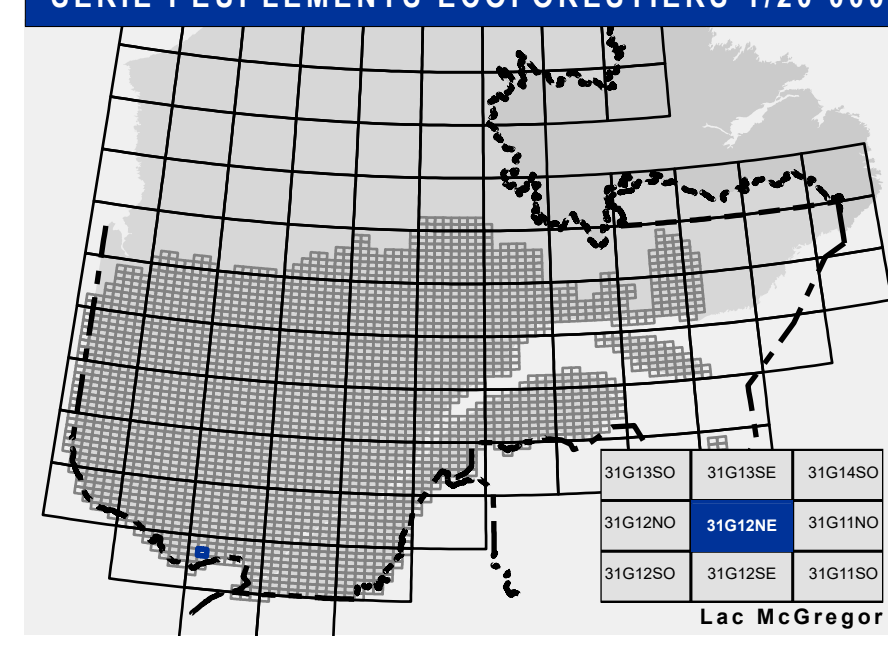 SÉRIE PEUPLEMENTS ÉCOFORESTIERS 1/20 000
31G13SO 31G13SE 31G14SO
31G12NO 31G12NE 31G11NO
31G12SO 31G12SE 31G11SO
Lac McGregor